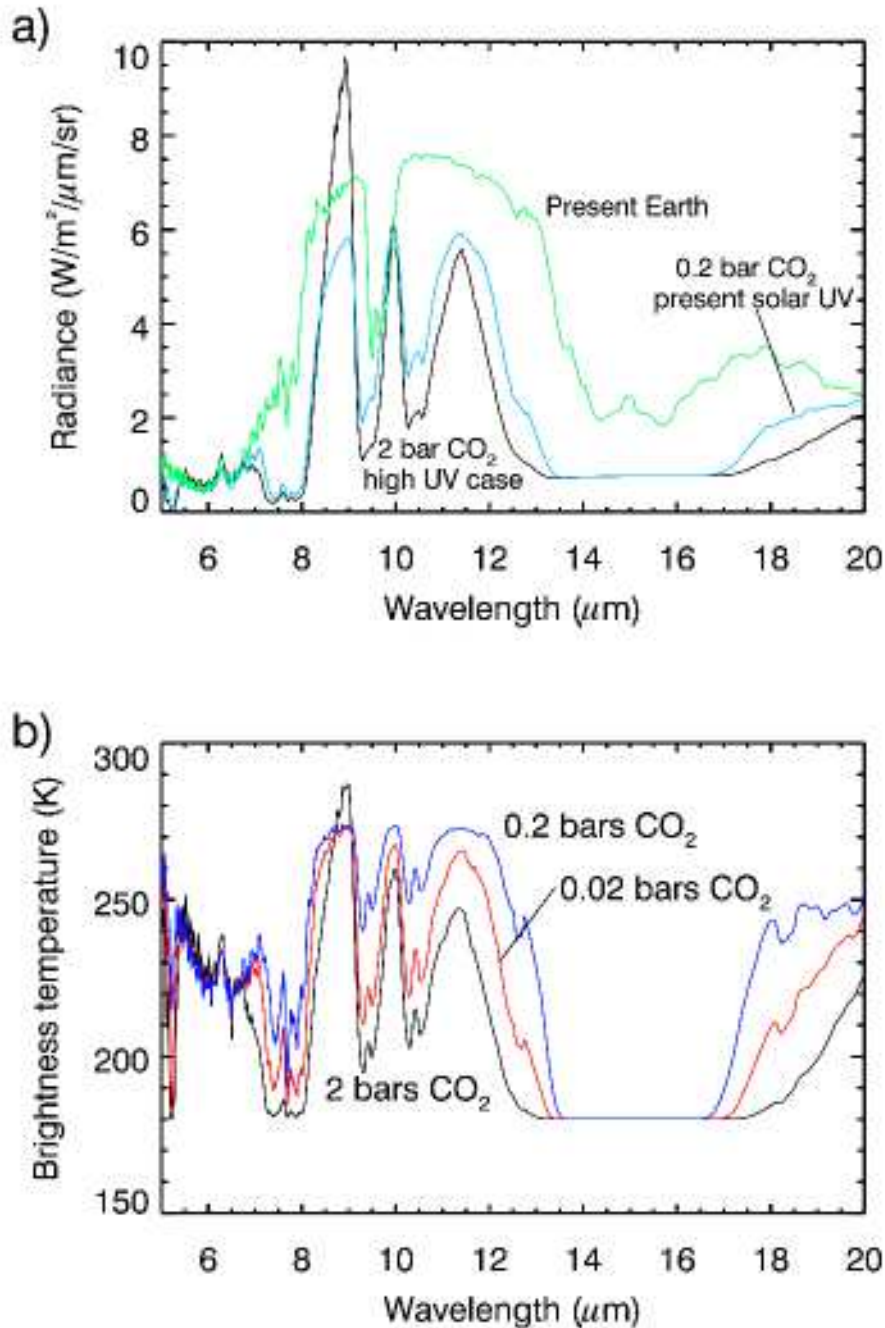 a)
10
8
6
4
2
0
Radiance (W/m²/μm/sr)
Present Earth
0.2 bar CO₂
present solar UV
2 bar CO₂
high UV case
6 8 10 12 14 16 18 20
Wavelength (μm)
b)
300
250
200
150
Brightness temperature (K)
0.2 bars CO₂
0.02 bars CO₂
2 bars CO₂
6 8 10 12 14 16 18 20
Wavelength (μm)